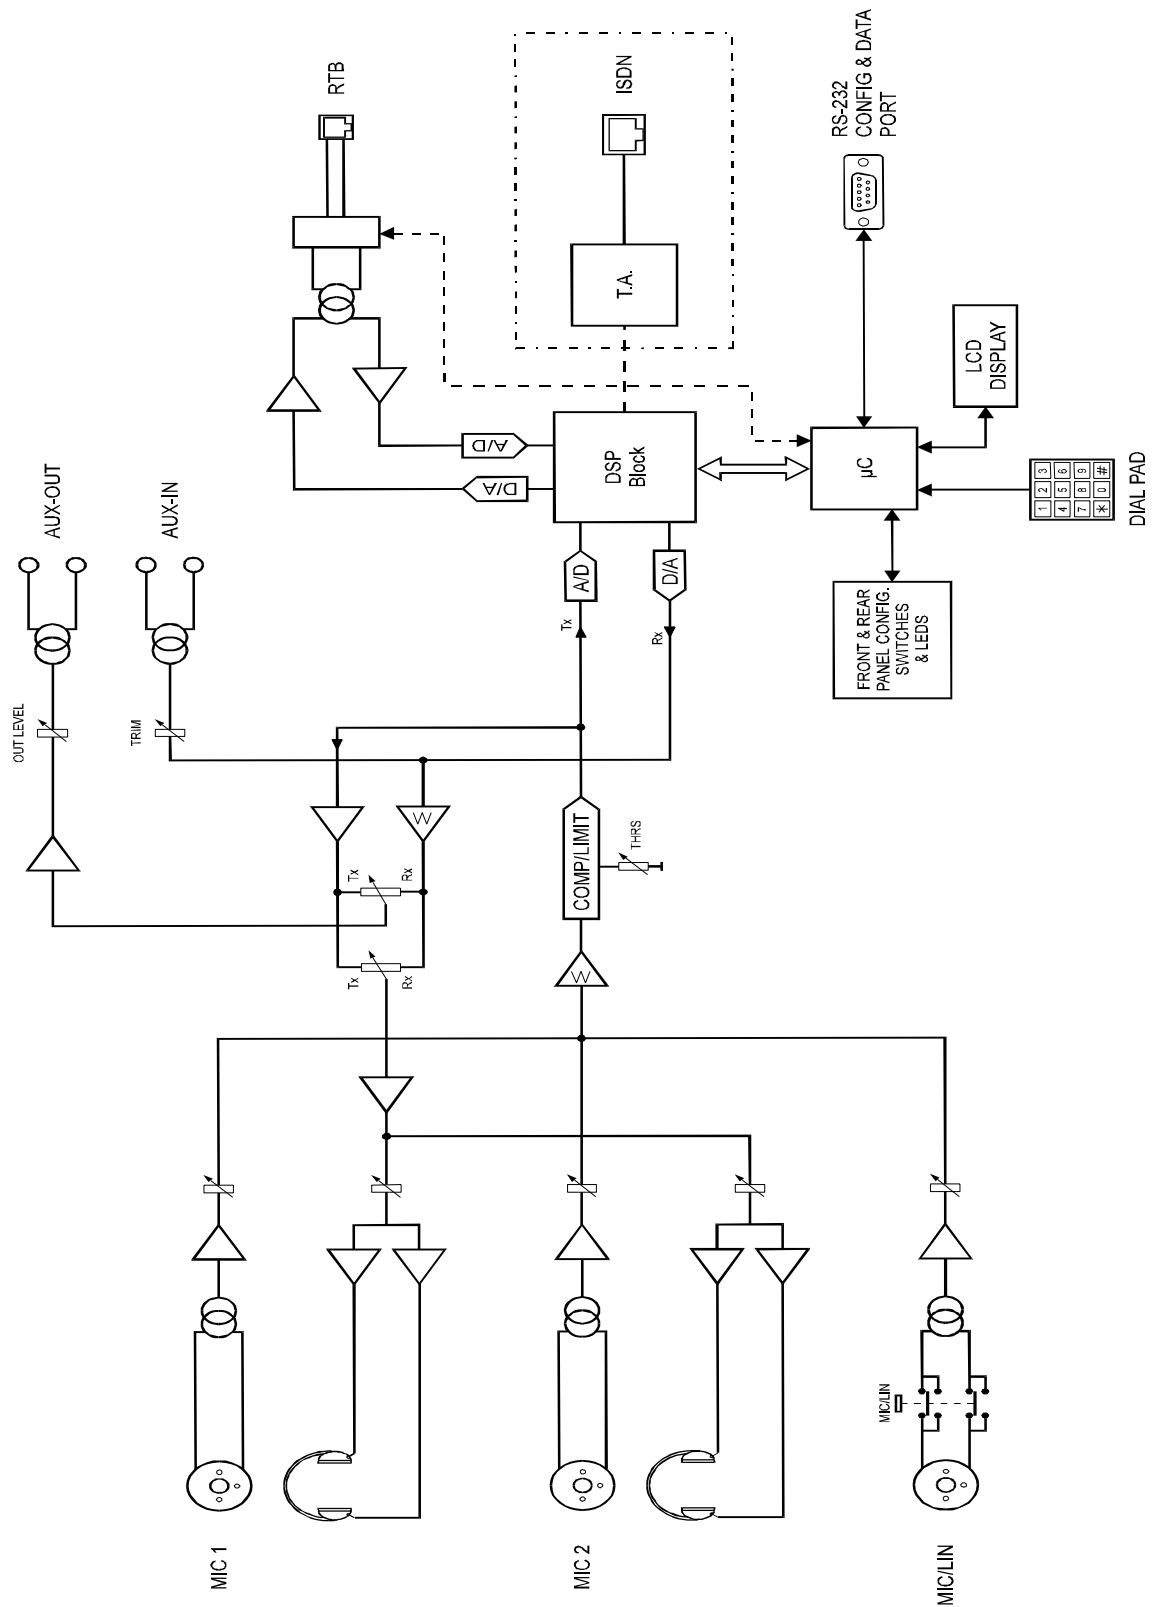 RTB
ISDN
RS-232
CONFIG & DATA
PORT
AUX-OUT
AUX-IN
T.A.
LCD
DISPLAY
A/D
D/A
DSP
Block
µC
1 2 3
4 5 6
7 8 9
* 0 #
DIAL PAD
A/D
D/A
Tx
Rx
FRONT & REAR
PANEL CONFIG.
SWITCHES
& LEDS
OUT LEVEL
TRIM
COMP/LIMIT
THRS
Tx
Rx
Tx
Rx
MIC/LIN
MIC 1
MIC 2
MIC/LIN